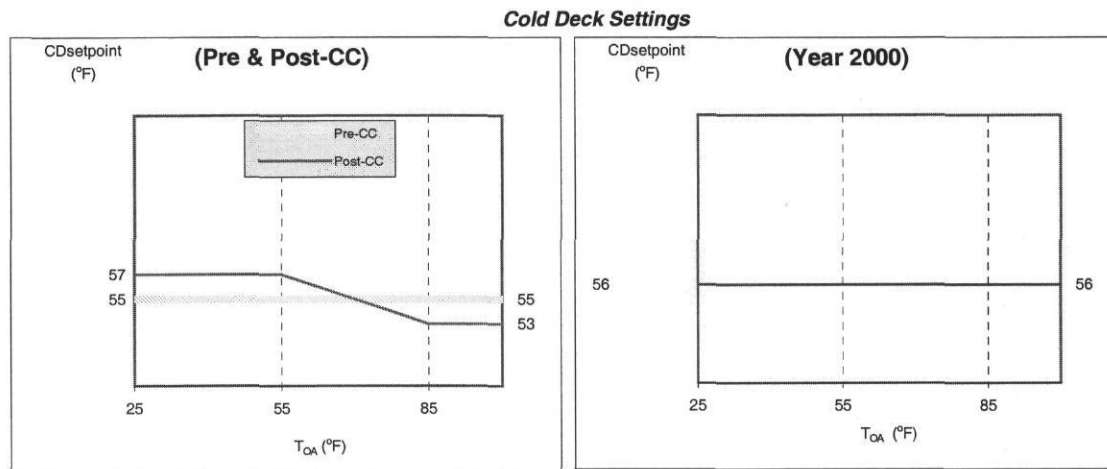 Cold Deck Settings
CDsetpoint
(°F)
(Pre & Post-CC)
Pre-CC
Post-CC
57
55
55
53
25
55
85
T_OA (°F)
CDsetpoint
(°F)
(Year 2000)
56
56
25
55
85
T_OA (°F)